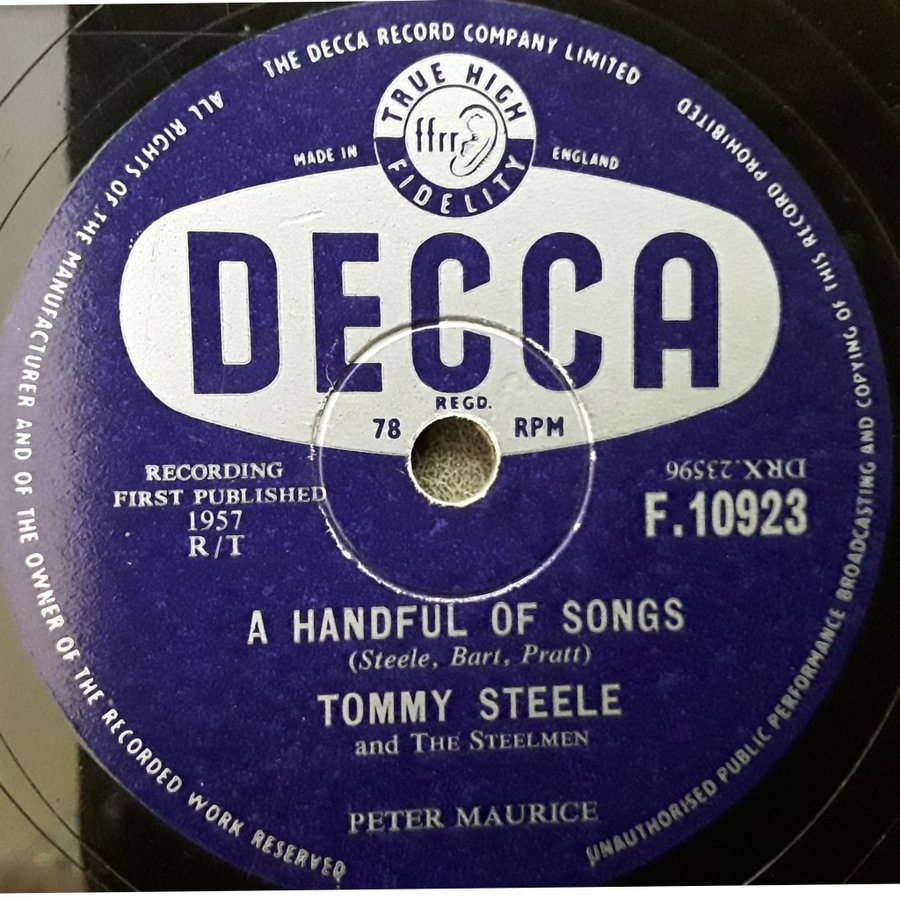 THE DECCA RECORD COMPANY LIMITED
ALL RIGHTS OF THE MANUFACTURER AND OF THE OWNER OF THE RECORDED WORK RESERVED
UNAUTHORISED PUBLIC PERFORMANCE BROADCASTING AND COPYING OF THIS RECORD PROHIBITED
TRUE HIGH
ffrr
FIDELITY
MADE IN ENGLAND
DECCA
REGD.
78 RPM
RECORDING
FIRST PUBLISHED
1957
R/T
DRX.23596
F.10923
A HANDFUL OF SONGS
(Steele, Bart, Pratt)
TOMMY STEELE
and THE STEELMEN
PETER MAURICE